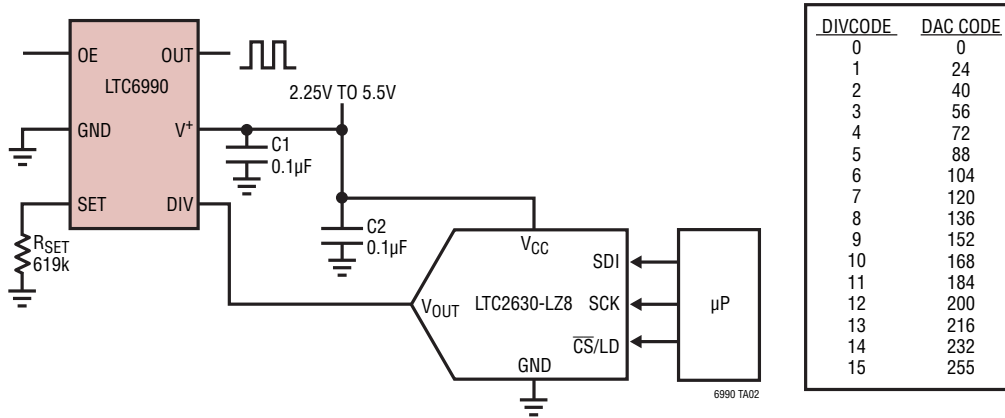 OE
OUT
LTC6990
GND
V+
SET
DIV
RSET
619k
2.25V TO 5.5V
C1
0.1µF
C2
0.1µF
VCC
SDI
VOUT
LTC2630-LZ8
SCK
CS/LD
GND
µP
6990 TA02
DIVCODE DAC CODE
0 0
1 24
2 40
3 56
4 72
5 88
6 104
7 120
8 136
9 152
10 168
11 184
12 200
13 216
14 232
15 255